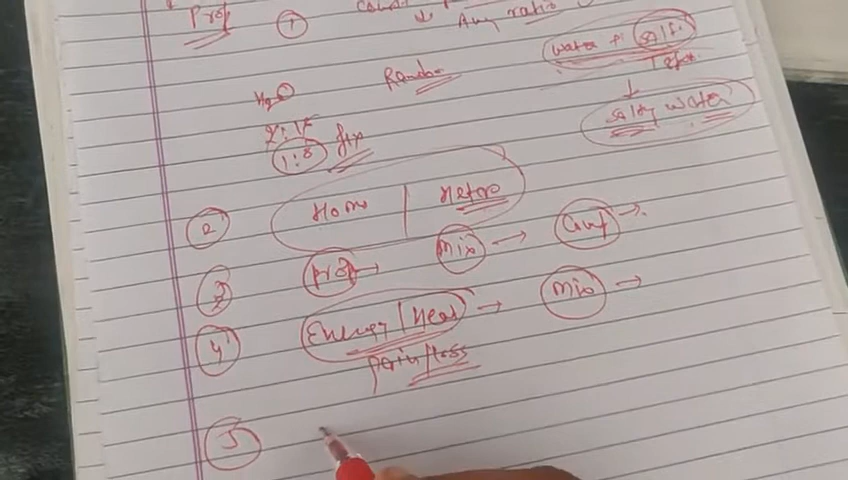 Prop 1 Any ratio
water + salt
Random
H2O
salty water
1:8 fix
2 Homo | Hetro
3 Prop → Mix →
4 Energy / Heat → Mix →
gain/loss
5